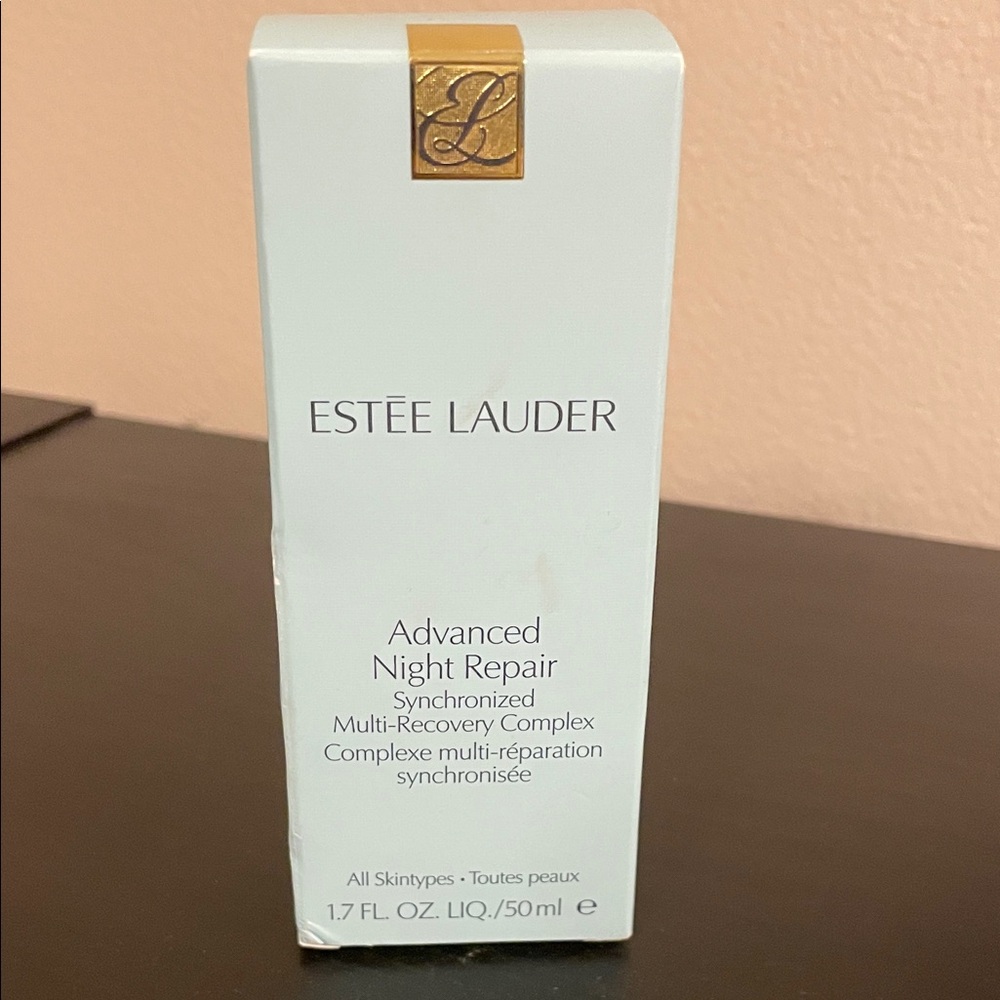 EL
ESTĒE LAUDER
Advanced
Night Repair
Synchronized
Multi-Recovery Complex
Complexe multi-réparation
synchronisée
All Skintypes • Toutes peaux
1.7 FL. OZ. LIQ./50 ml ℮